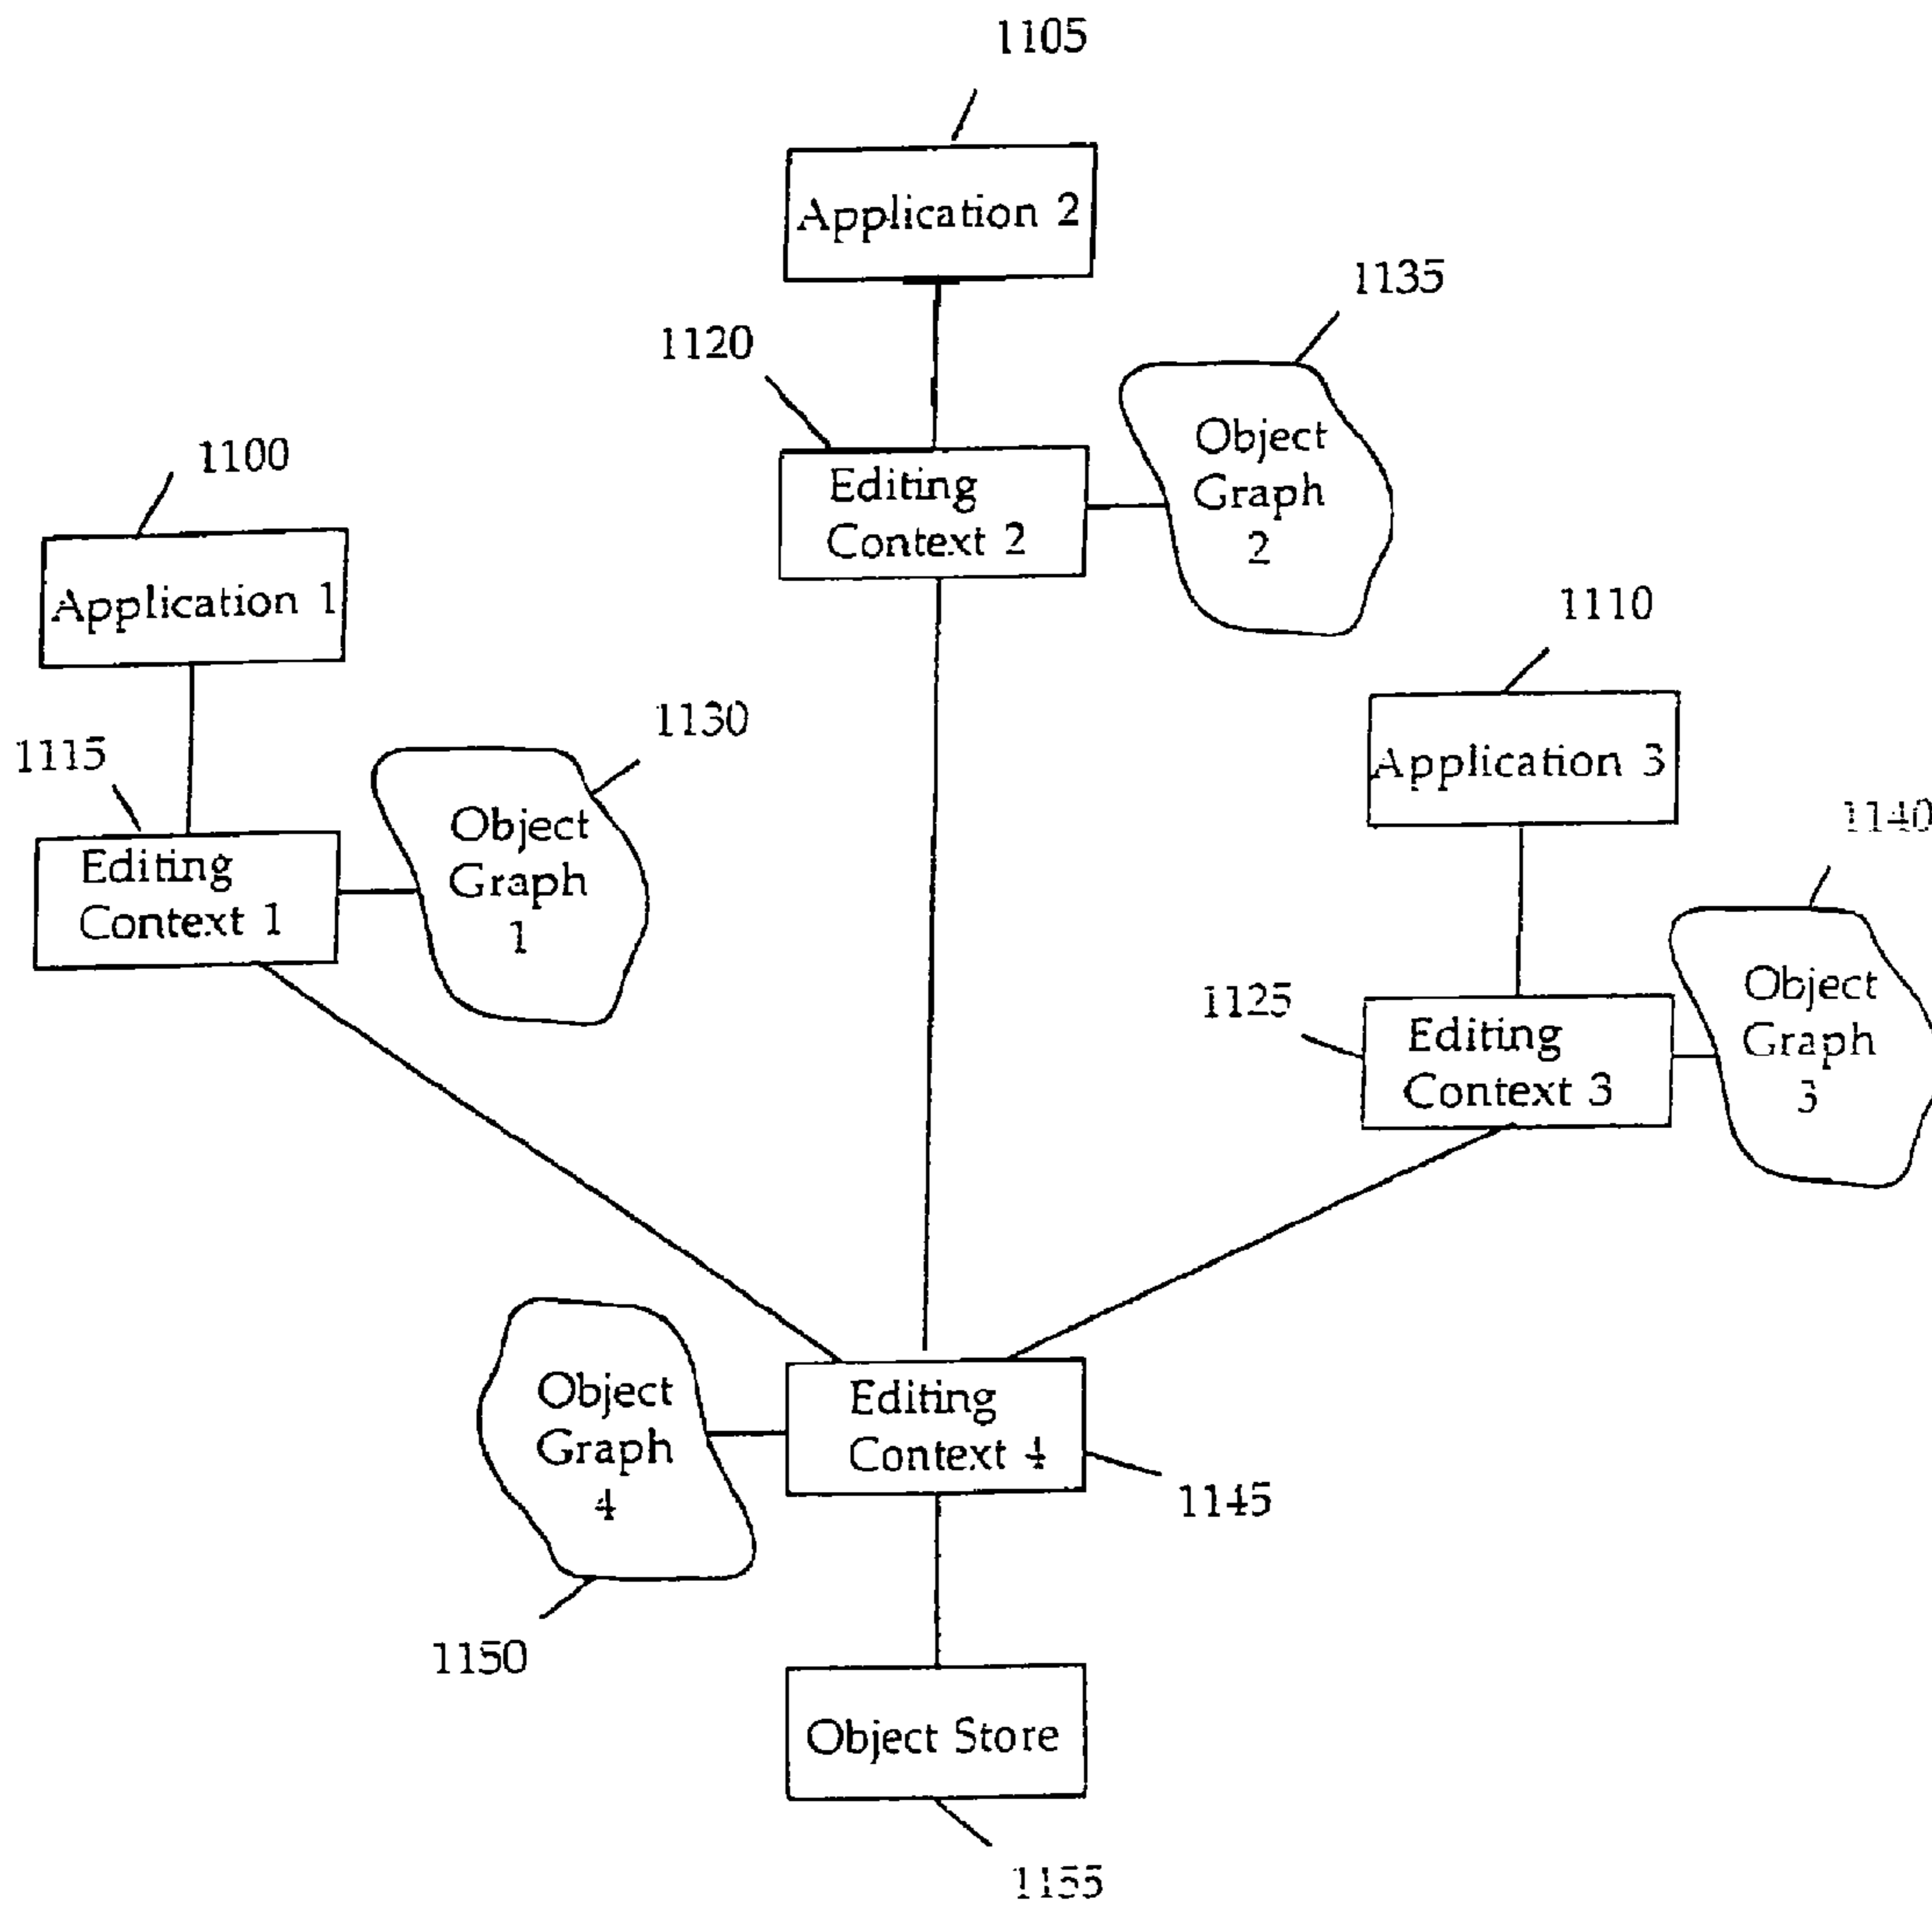 1105
Application 2
1135
1120
Object
Graph
2
Editing
Context 2
1100
Application 1
1110
Application 3
1130
1115
Object
Graph
1
Editing
Context 1
1140
Object
Graph
3
1125
Editing
Context 3
Object
Graph
4
Editing
Context 4
1145
1150
Object Store
1155